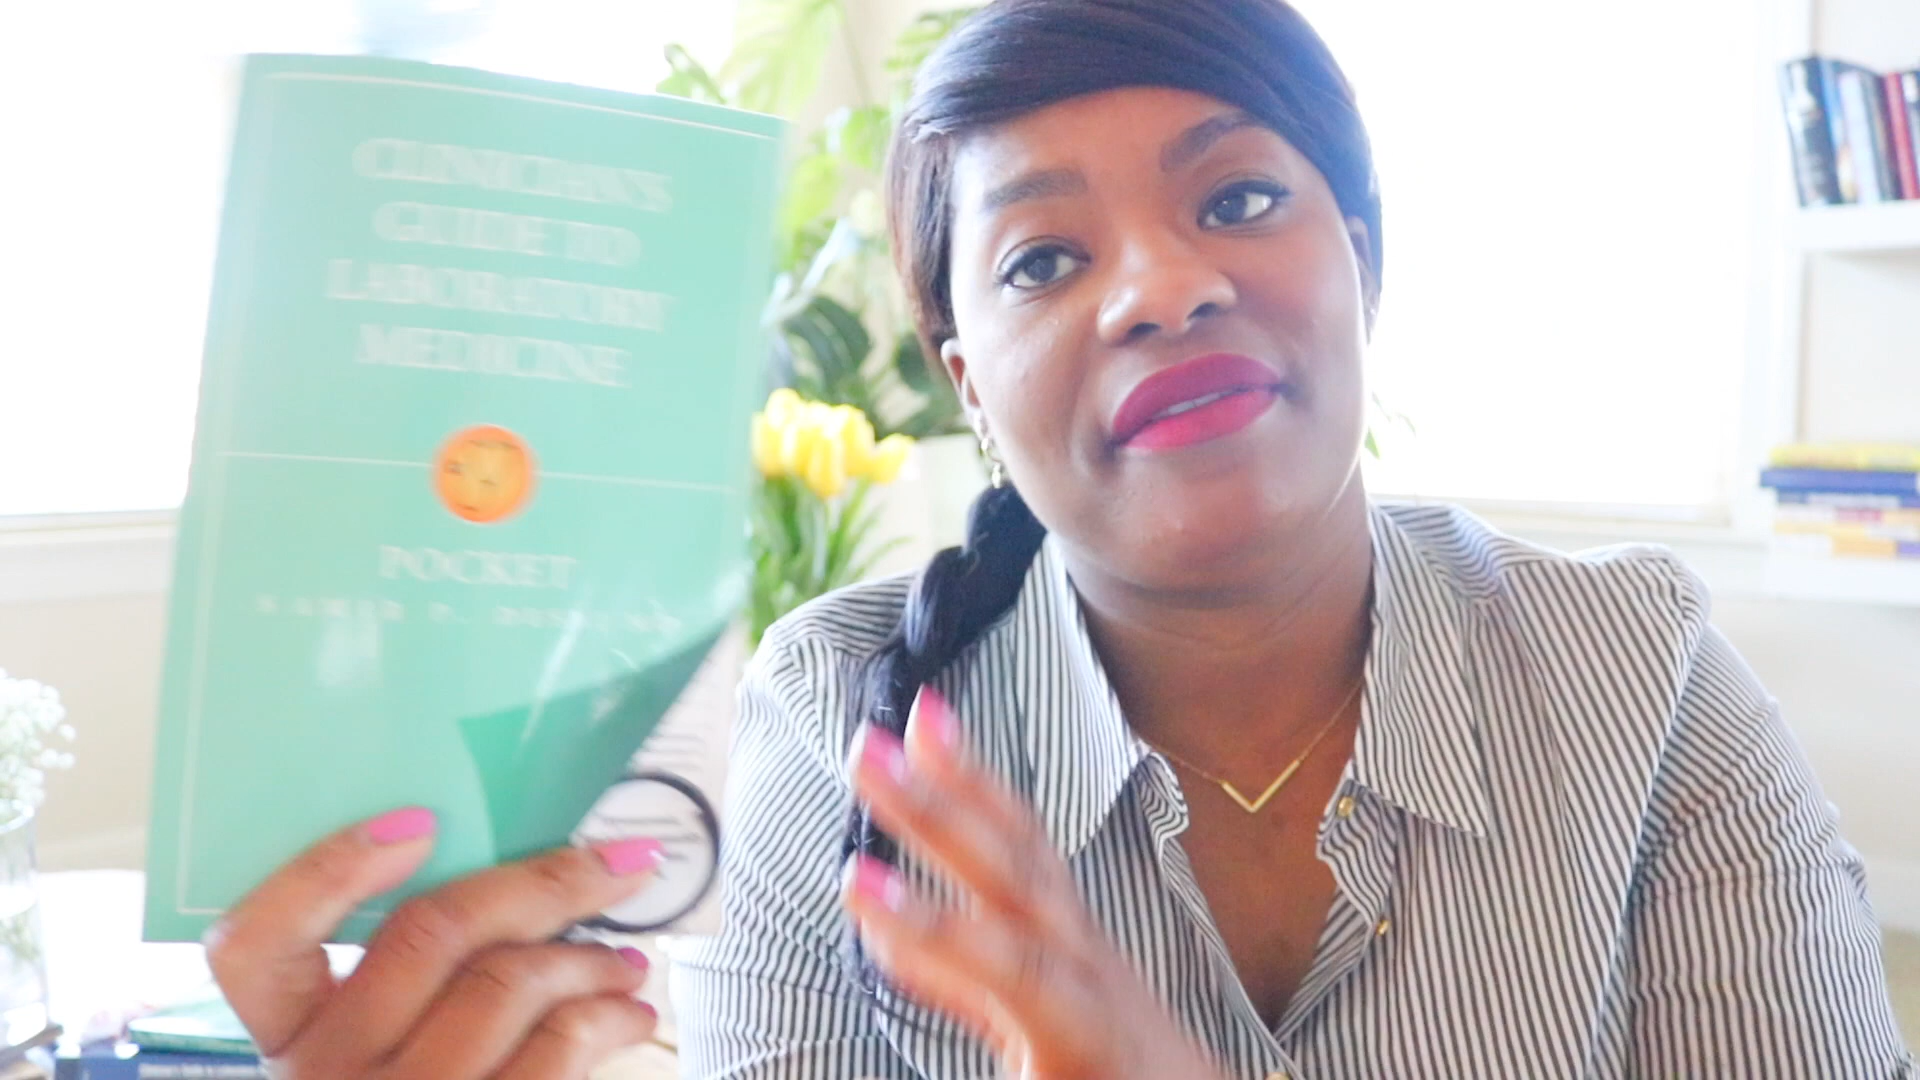 CLINICIAN'S
GUIDE TO
LABORATORY
MEDICINE
POCKET